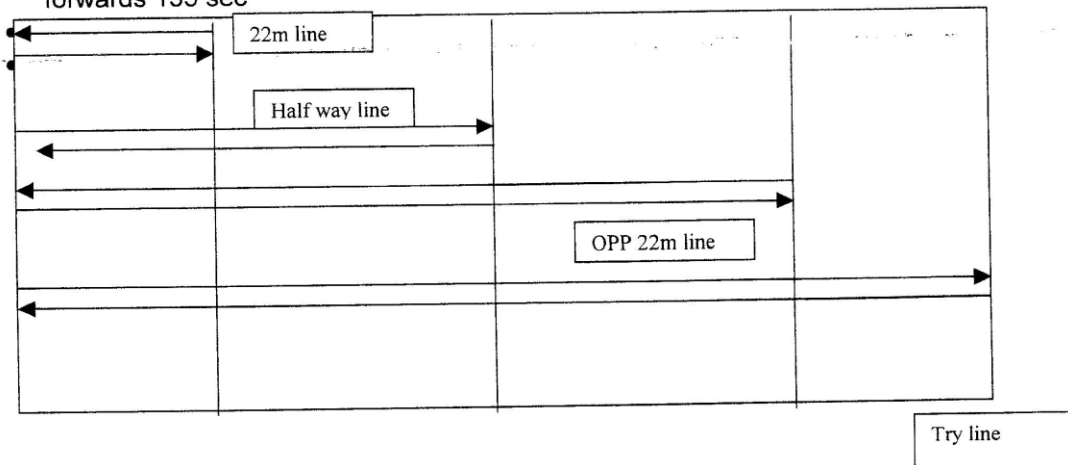 forwards 135 sec
22m line
Half way line
OPP 22m line
Try line